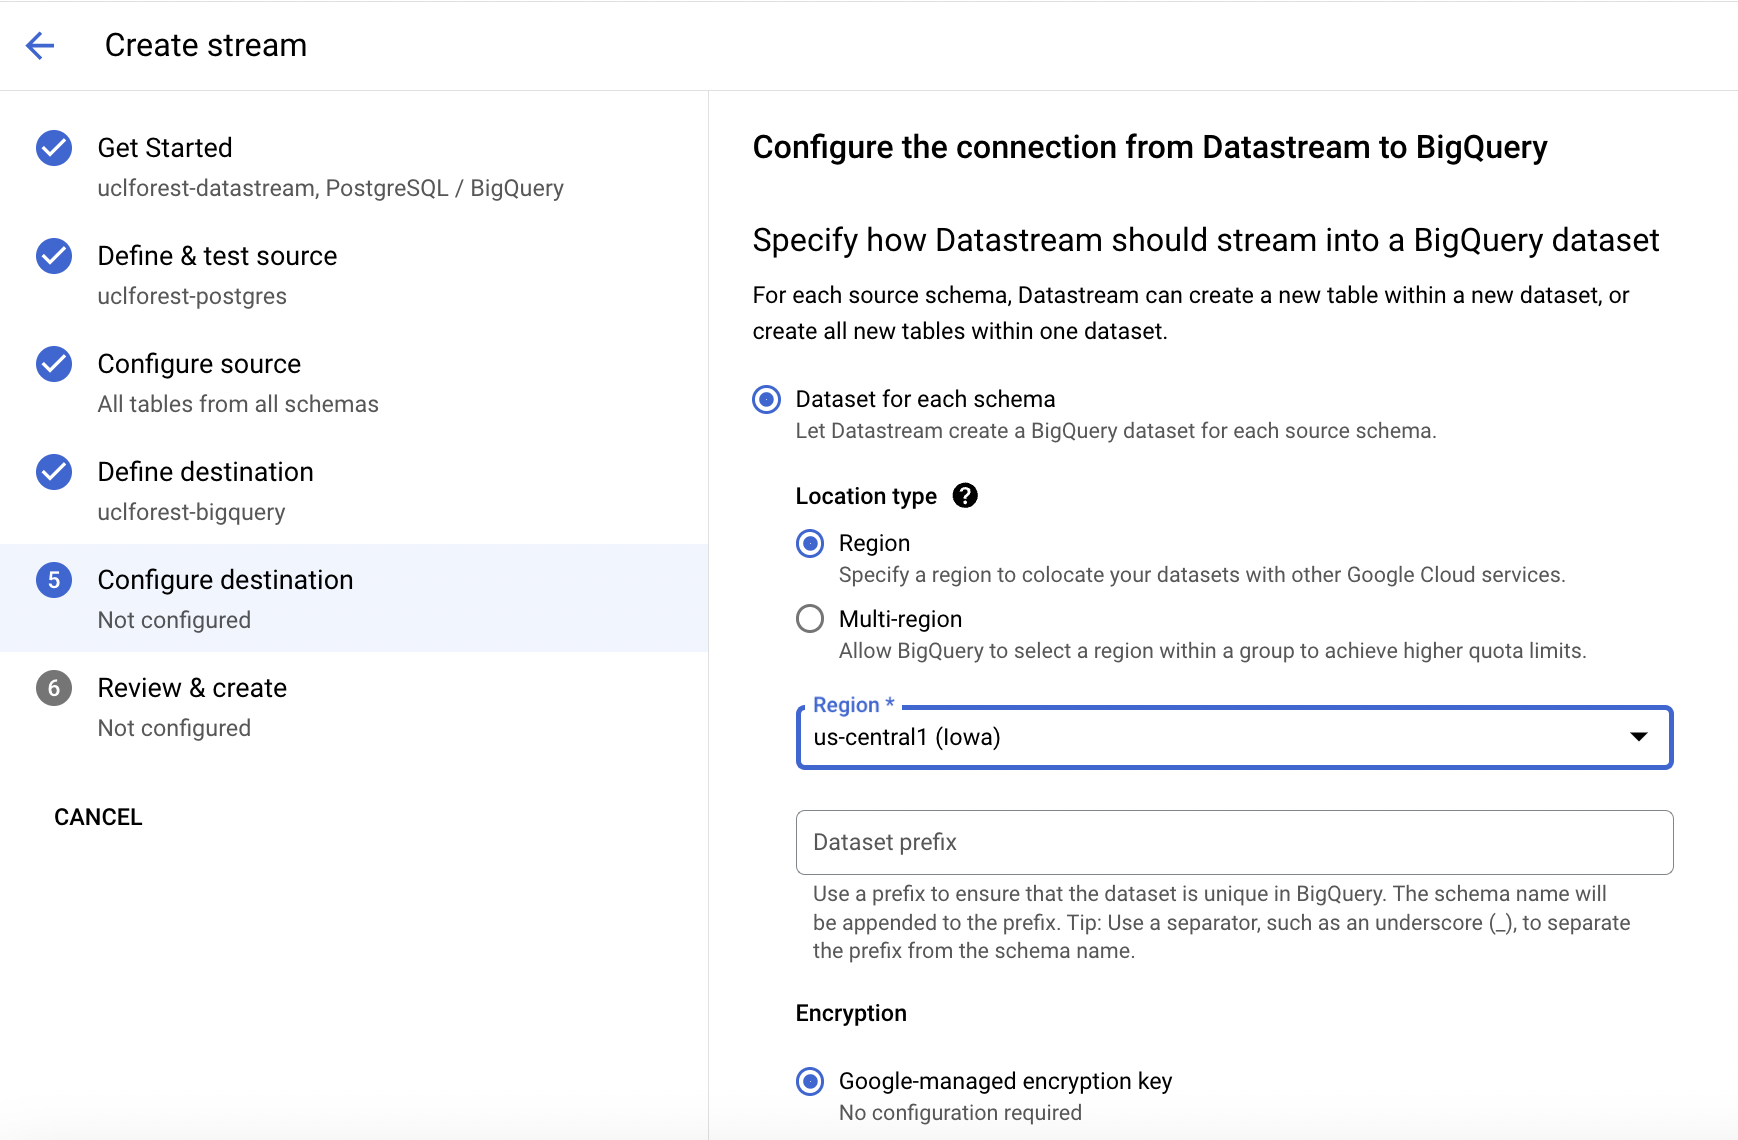 Create stream
Get Started
uclforest-datastream, PostgreSQL / BigQuery
Define & test source
uclforest-postgres
Configure source
All tables from all schemas
Define destination
uclforest-bigquery
5 Configure destination
Not configured
6 Review & create
Not configured
CANCEL
Configure the connection from Datastream to BigQuery
Specify how Datastream should stream into a BigQuery dataset
For each source schema, Datastream can create a new table within a new dataset, or
create all new tables within one dataset.
Dataset for each schema
Let Datastream create a BigQuery dataset for each source schema.
Location type ?
Region
Specify a region to colocate your datasets with other Google Cloud services.
Multi-region
Allow BigQuery to select a region within a group to achieve higher quota limits.
Region *
us-central1 (Iowa)
Dataset prefix
Use a prefix to ensure that the dataset is unique in BigQuery. The schema name will
be appended to the prefix. Tip: Use a separator, such as an underscore (_), to separate
the prefix from the schema name.
Encryption
Google-managed encryption key
No configuration required